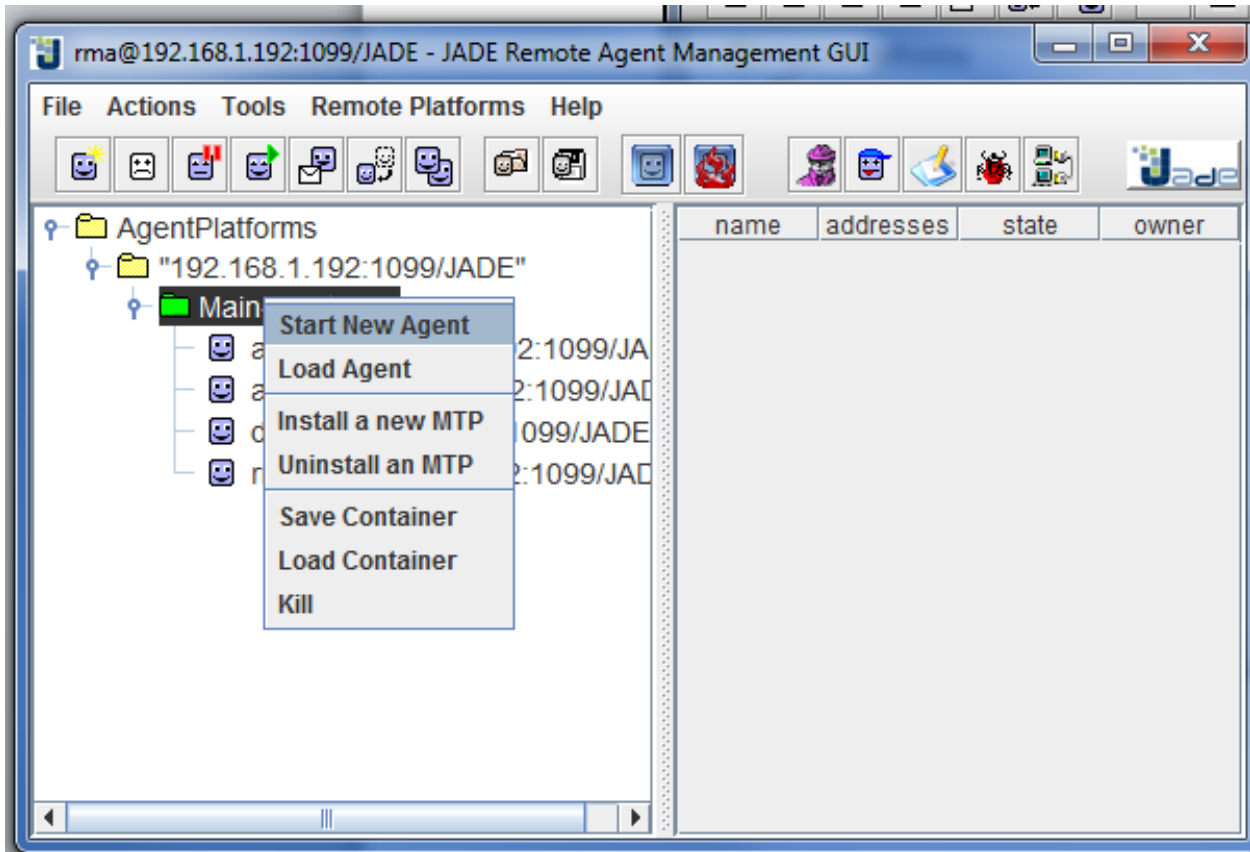 rma@192.168.1.192:1099/JADE - JADE Remote Agent Management GUI
File Actions Tools Remote Platforms Help
Jade
AgentPlatforms
"192.168.1.192:1099/JADE"
Main-
2:1099/JA
2:1099/JAD
1099/JADE
2:1099/JAD
Start New Agent
Load Agent
Install a new MTP
Uninstall an MTP
Save Container
Load Container
Kill
name addresses state owner